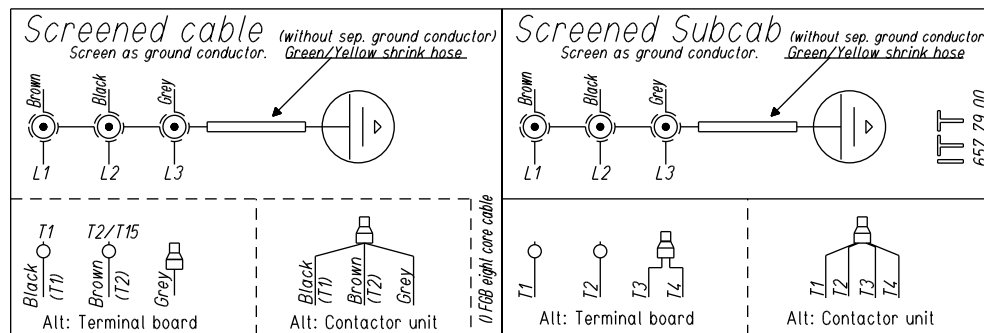 Screened cable (without sep. ground conductor)
Screen as ground conductor. Green/Yellow shrink hose
Brown
Black
Grey
L1
L2
L3
T1
T2/T15
Black
(T1)
Brown
(T2)
Grey
Alt: Terminal board
Black
(T1)
Brown
(T2)
Grey
Alt: Contactor unit
() FGB eight core cable
Screened Subcab (without sep. ground conductor
Screen as ground conductor. Green/Yellow shrink hose
Brown
Black
Grey
L1
L2
L3
ITT
657 79 00
T1
T2
T3
T4
Alt: Terminal board
T1
T2
T3
T4
Alt: Contactor unit